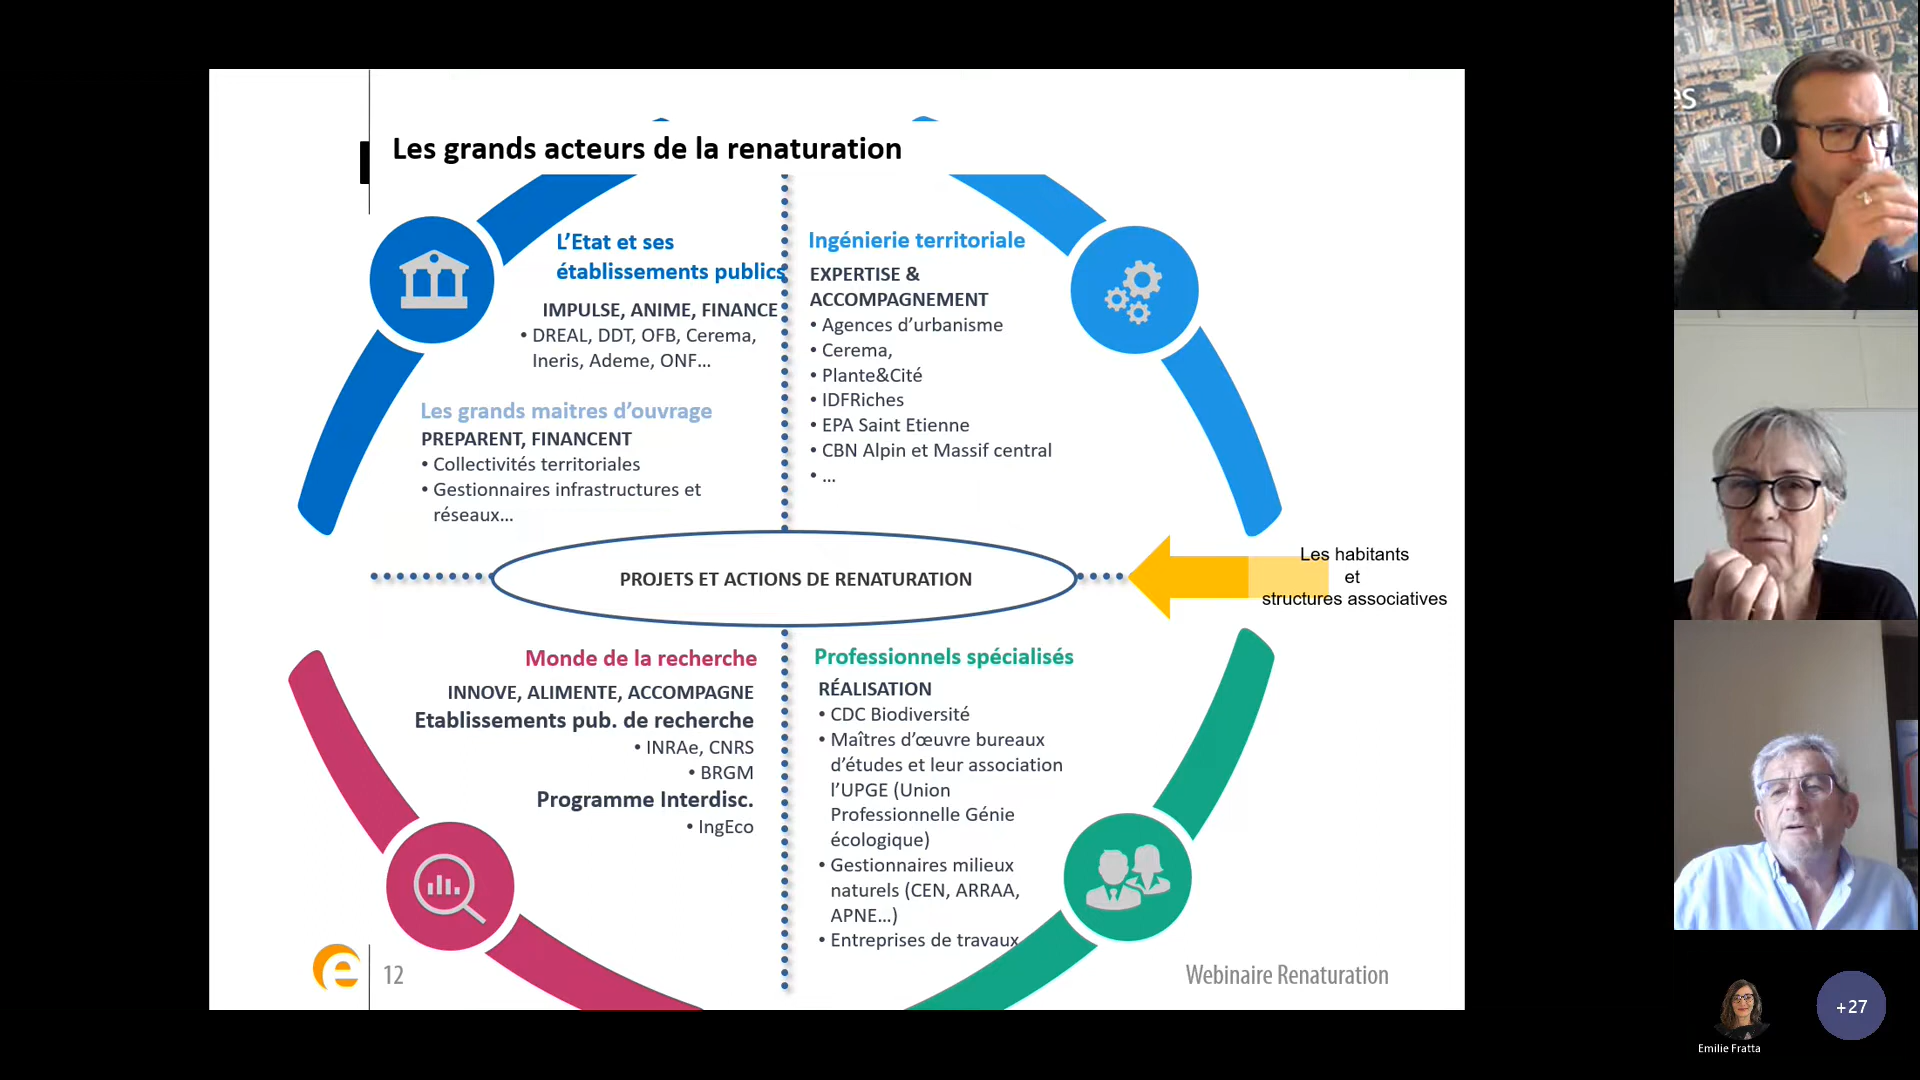 Les grands acteurs de la renaturation
L’Etat et ses
établissements publics
IMPULSE, ANIME, FINANCE
• DREAL, DDT, OFB, Cerema,
Ineris, Ademe, ONF...
Les grands maitres d’ouvrage
PREPARENT, FINANCENT
• Collectivités territoriales
• Gestionnaires infrastructures et
réseaux...
Ingénierie territoriale
EXPERTISE &
ACCOMPAGNEMENT
• Agences d’urbanisme
• Cerema,
• Plante&Cité
• IDFRiches
• EPA Saint Etienne
• CBN Alpin et Massif central
• ...
PROJETS ET ACTIONS DE RENATURATION
Les habitants
et
structures associatives
Monde de la recherche
INNOVE, ALIMENTE, ACCOMPAGNE
Etablissements pub. de recherche
• INRAe, CNRS
• BRGM
Programme Interdisc.
• IngEco
Professionnels spécialisés
RÉALISATION
• CDC Biodiversité
• Maîtres d’œuvre bureaux
d’études et leur association
l’UPGE (Union
Professionnelle Génie
écologique)
• Gestionnaires milieux
naturels (CEN, ARRAA,
APNE...)
• Entreprises de travaux
e
12
Webinaire Renaturation
es
+27
Emilie Fratta